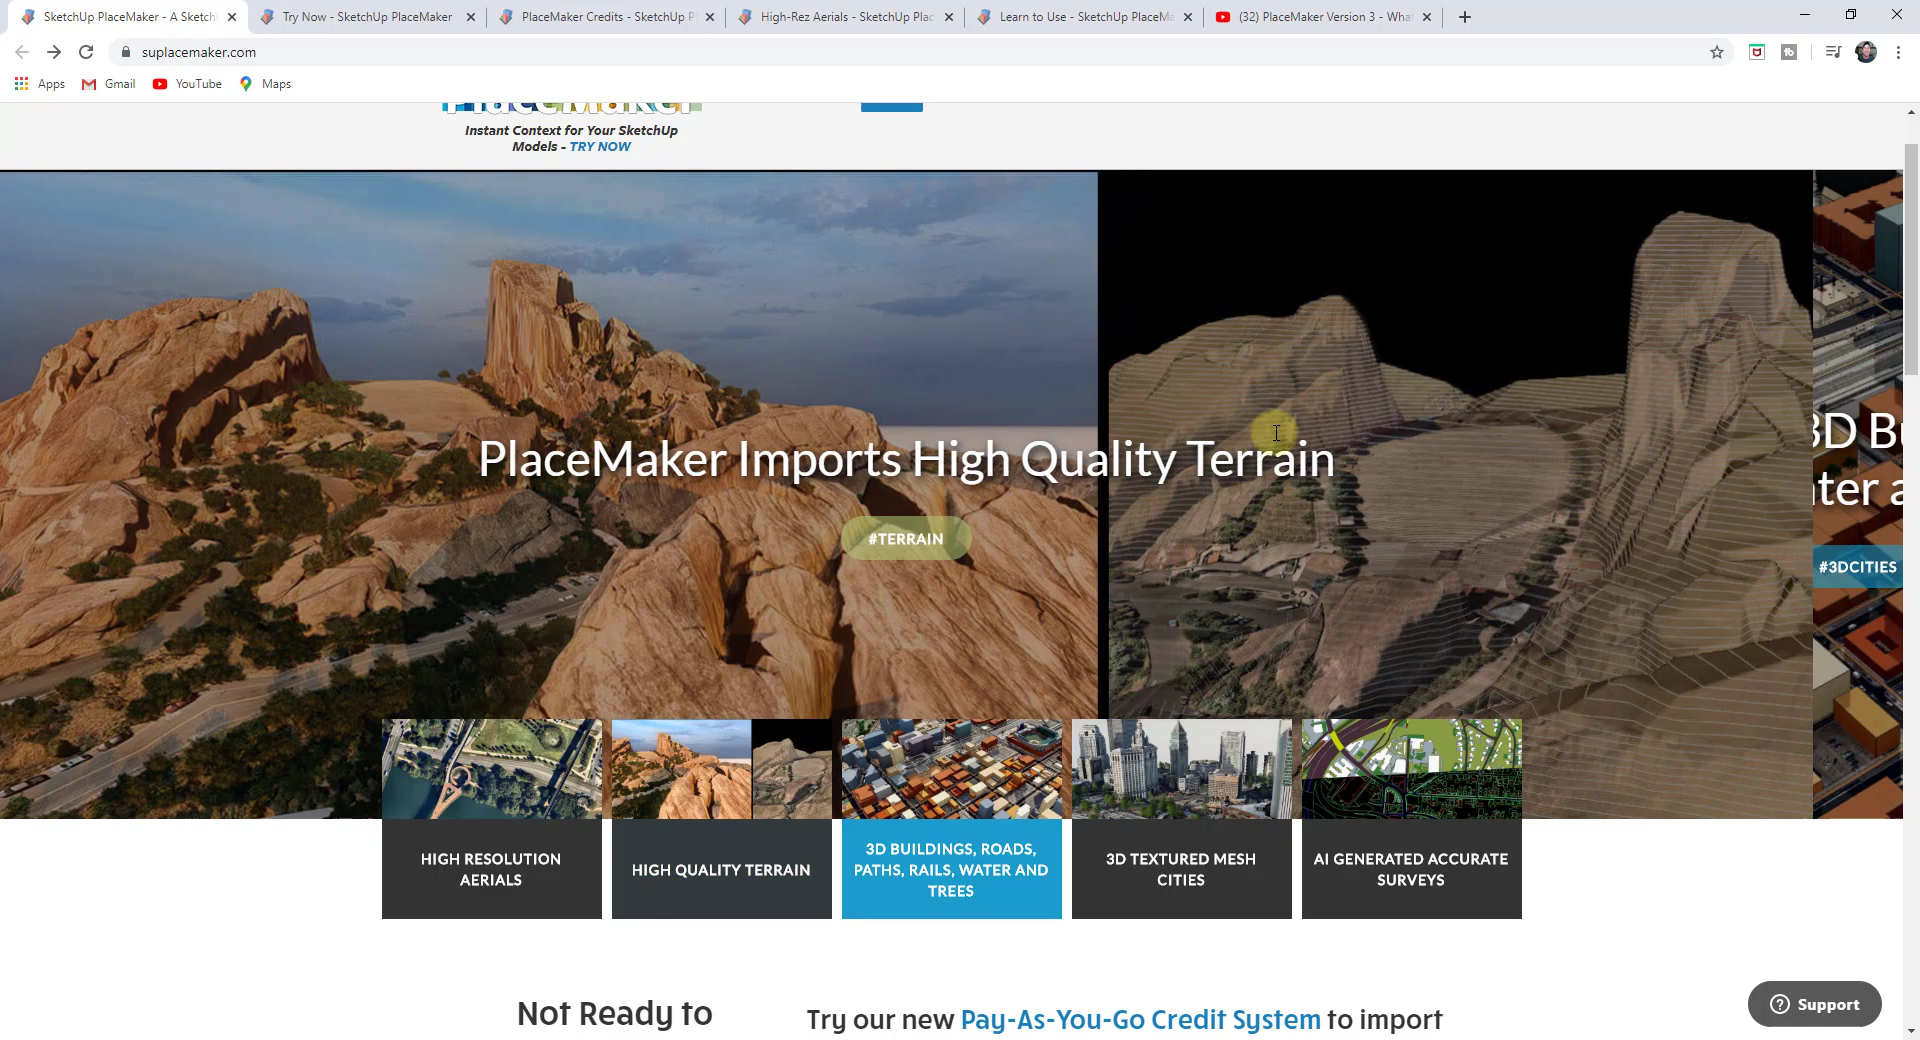 SketchUp PlaceMaker - A Sketch
Try Now - SketchUp PlaceMaker
PlaceMaker Credits - SketchUp P
High-Rez Aerials - SketchUp Plac
Learn to Use - SketchUp PlaceMa
(32) PlaceMaker Version 3 - Wha
suplacemaker.com
Apps
Gmail
YouTube
Maps
PlaceMaker
Instant Context for Your SketchUp
Models - TRY NOW
PlaceMaker Imports High Quality Terrain
#TERRAIN
3D Bu
ter a
#3DCITIES
HIGH RESOLUTION
AERIALS
HIGH QUALITY TERRAIN
3D BUILDINGS, ROADS,
PATHS, RAILS, WATER AND
TREES
3D TEXTURED MESH
CITIES
AI GENERATED ACCURATE
SURVEYS
Not Ready to
Try our new Pay-As-You-Go Credit System to import
Support